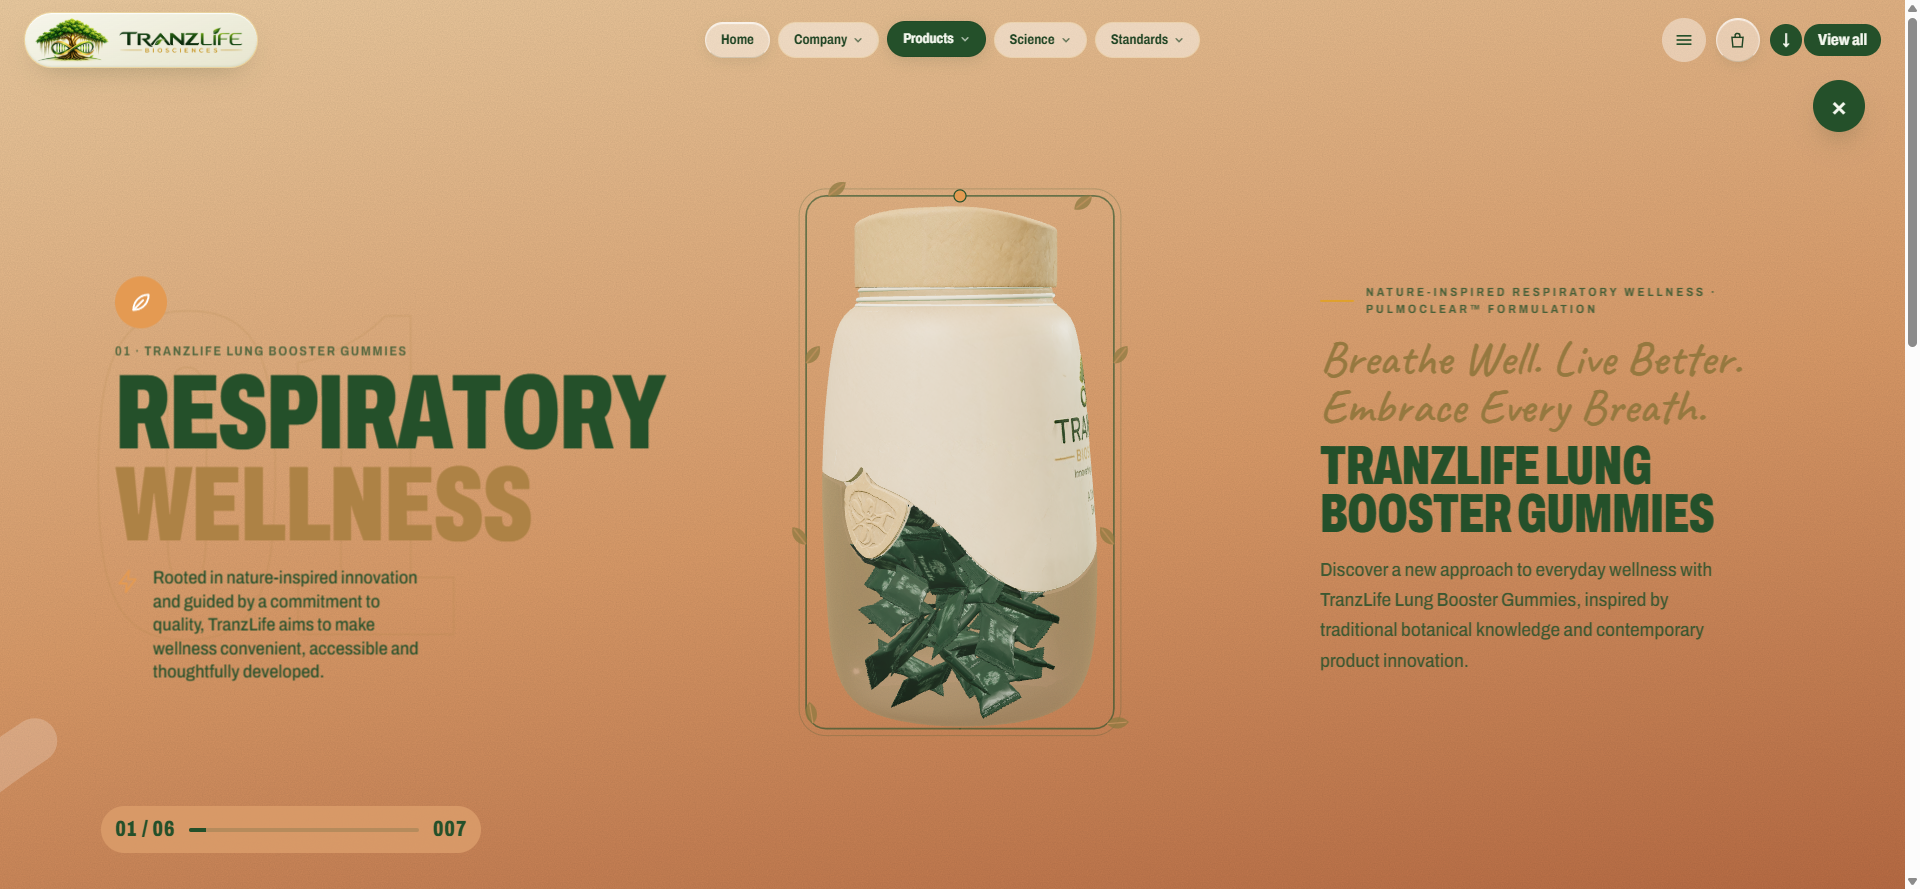 TRANZLIFE
BIOSCIENCES
Home
Company
Products
Science
Standards
View all
01 · TRANZLIFE LUNG BOOSTER GUMMIES
RESPIRATORY
WELLNESS
Rooted in nature-inspired innovation
and guided by a commitment to
quality, TranzLife aims to make
wellness convenient, accessible and
thoughtfully developed.
01 / 06
007
TRA
NATURE-INSPIRED RESPIRATORY WELLNESS ·
PULMOCLEAR™ FORMULATION
Breathe Well. Live Better.
Embrace Every Breath.
TRANZLIFE LUNG
BOOSTER GUMMIES
Discover a new approach to everyday wellness with
TranzLife Lung Booster Gummies, inspired by
traditional botanical knowledge and contemporary
product innovation.